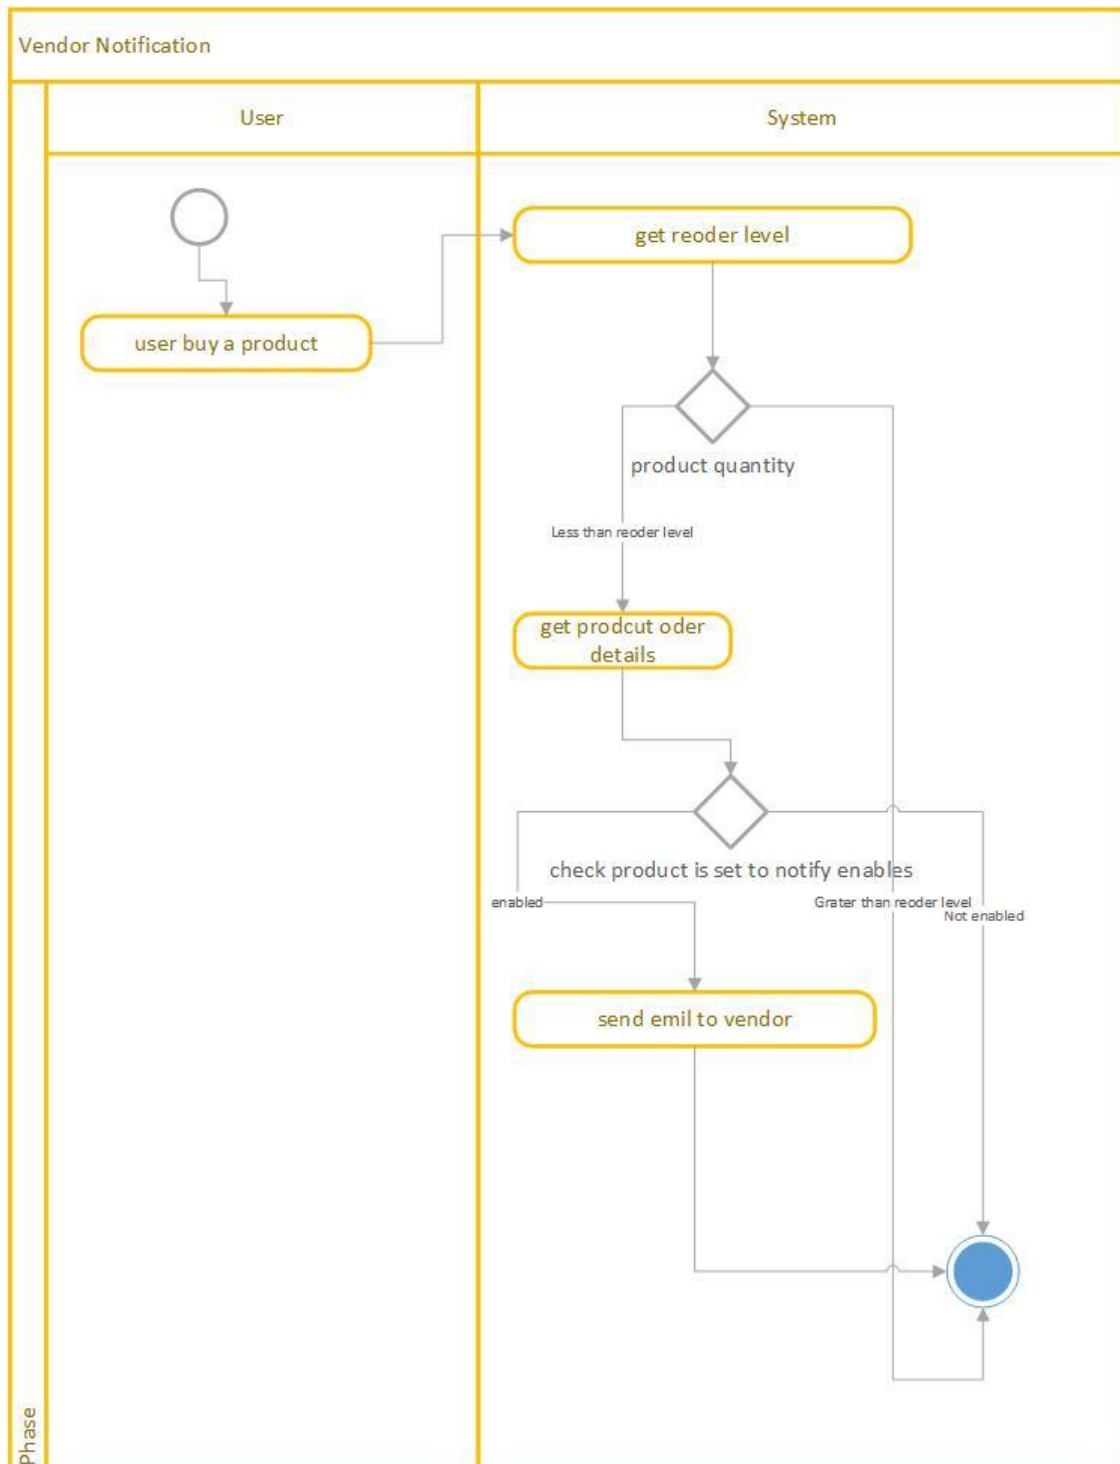 Vendor Notification
User
System
get reoder level
user buy a product
product quantity
Less than reoder level
get prodcut oder
details
check product is set to notify enables
enabled
Grater than reoder level
Not enabled
send emil to vendor
Phase